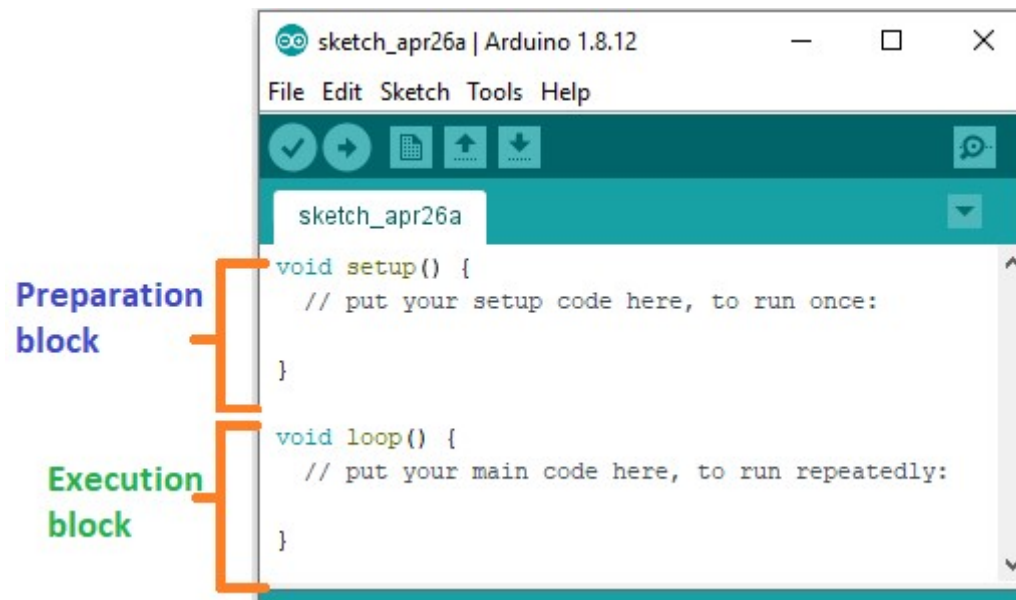 sketch_apr26a | Arduino 1.8.12
File Edit Sketch Tools Help
sketch_apr26a
Preparation
block
void setup() {
// put your setup code here, to run once:
}
Execution
block
void loop() {
// put your main code here, to run repeatedly:
}